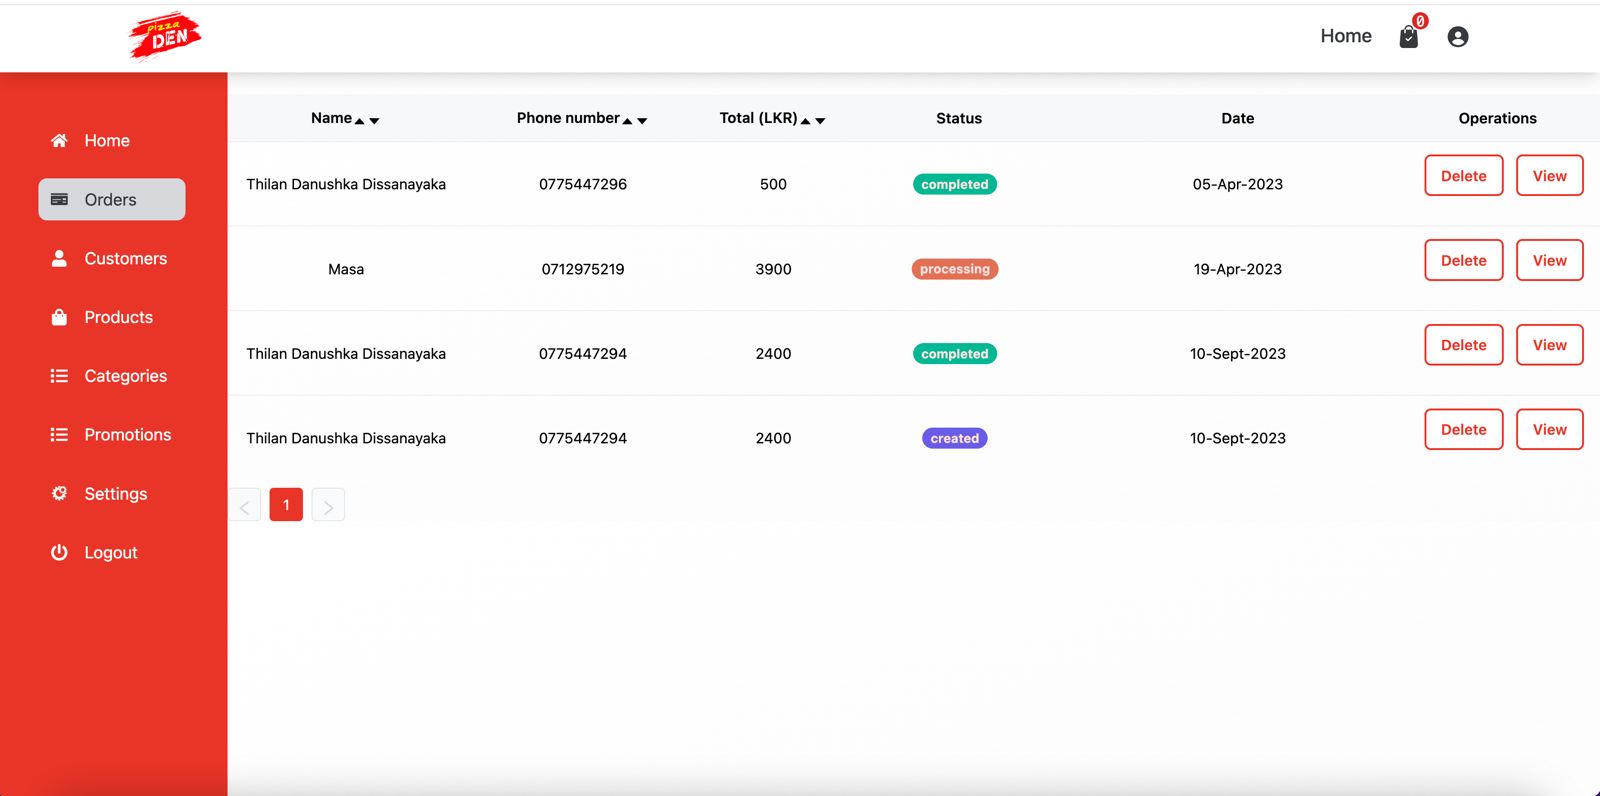 pizza
DEN
Home
0
Home
Orders
Customers
Products
Categories
Promotions
Settings
Logout
Name Phone number Total (LKR) Status Date Operations
Thilan Danushka Dissanayaka 0775447296 500 completed 05-Apr-2023 Delete View
Masa 0712975219 3900 processing 19-Apr-2023 Delete View
Thilan Danushka Dissanayaka 0775447294 2400 completed 10-Sept-2023 Delete View
Thilan Danushka Dissanayaka 0775447294 2400 created 10-Sept-2023 Delete View
1